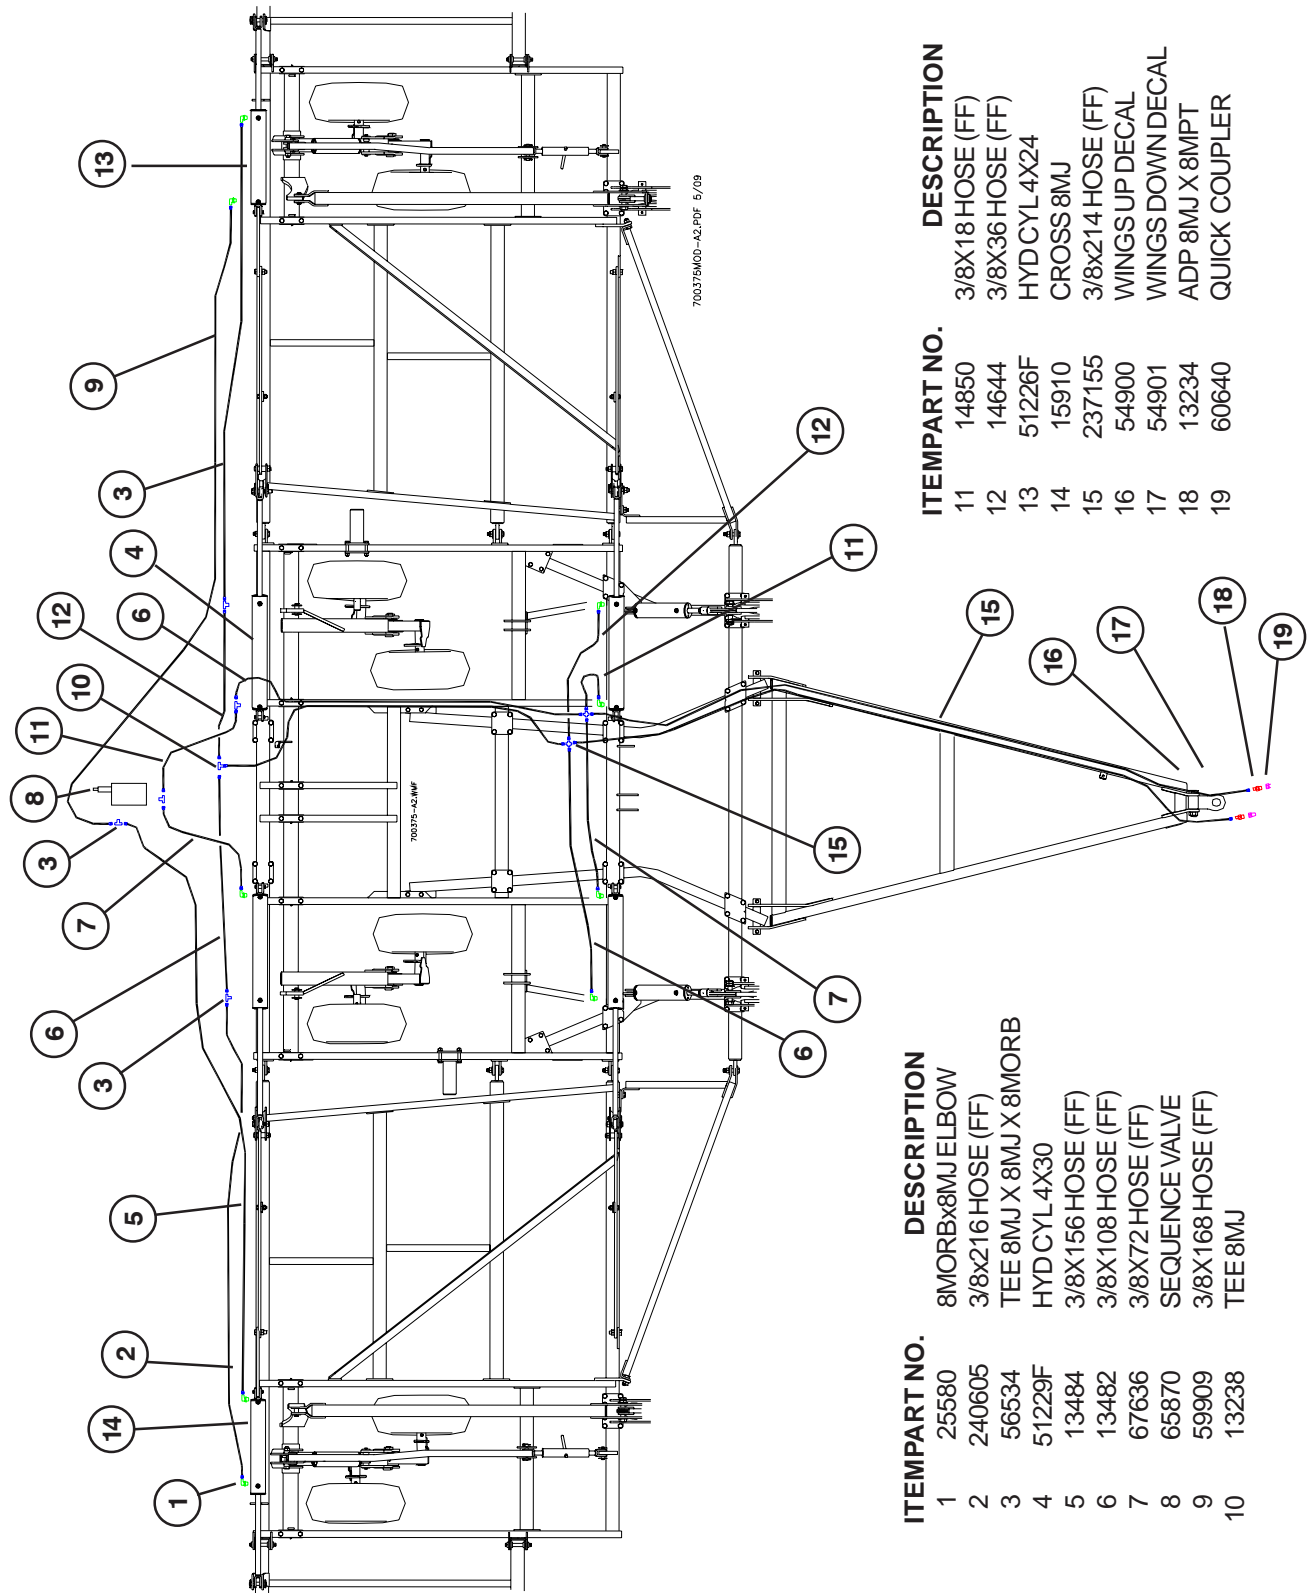 ITEM PART NO. DESCRIPTION
1 25580 8MORBx8MJ ELBOW
2 240605 3/8x216 HOSE (FF)
3 56534 TEE 8MJ X 8MJ X 8MORB
4 51229F HYD CYL 4X30
5 13484 3/8X156 HOSE (FF)
6 13482 3/8X108 HOSE (FF)
7 67636 3/8X72 HOSE (FF)
8 65870 SEQUENCE VALVE
9 59909 3/8X168 HOSE (FF)
10 13238 TEE 8MJ
ITEM PART NO. DESCRIPTION
11 14850 3/8X18 HOSE (FF)
12 14644 3/8X36 HOSE (FF)
13 51226F HYD CYL 4X24
14 15910 CROSS 8MJ
15 237155 3/8x214 HOSE (FF)
16 54900 WINGS UP DECAL
17 54901 WINGS DOWN DECAL
18 13234 ADP 8MJ X 8MPT
19 60640 QUICK COUPLER
700375-A2.WMF
700375MOD-A2.PDF 5/09
1
14
2
5
3
6
7
3
8
11
10
12
6
4
3
9
13
6
7
15
11
12
15
16
17
18
19